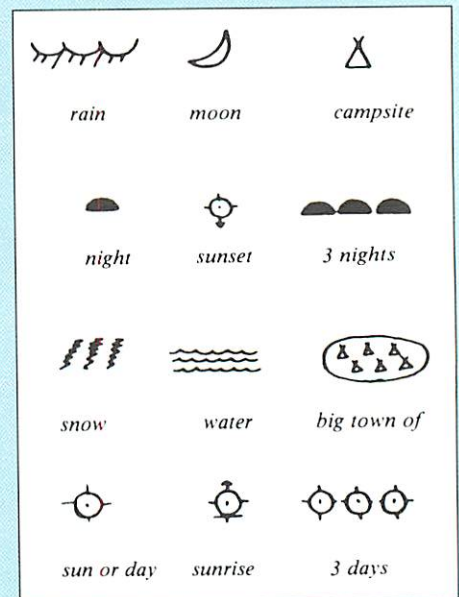 rain moon campsite
night sunset 3 nights
snow water big town of
sun or day sunrise 3 days